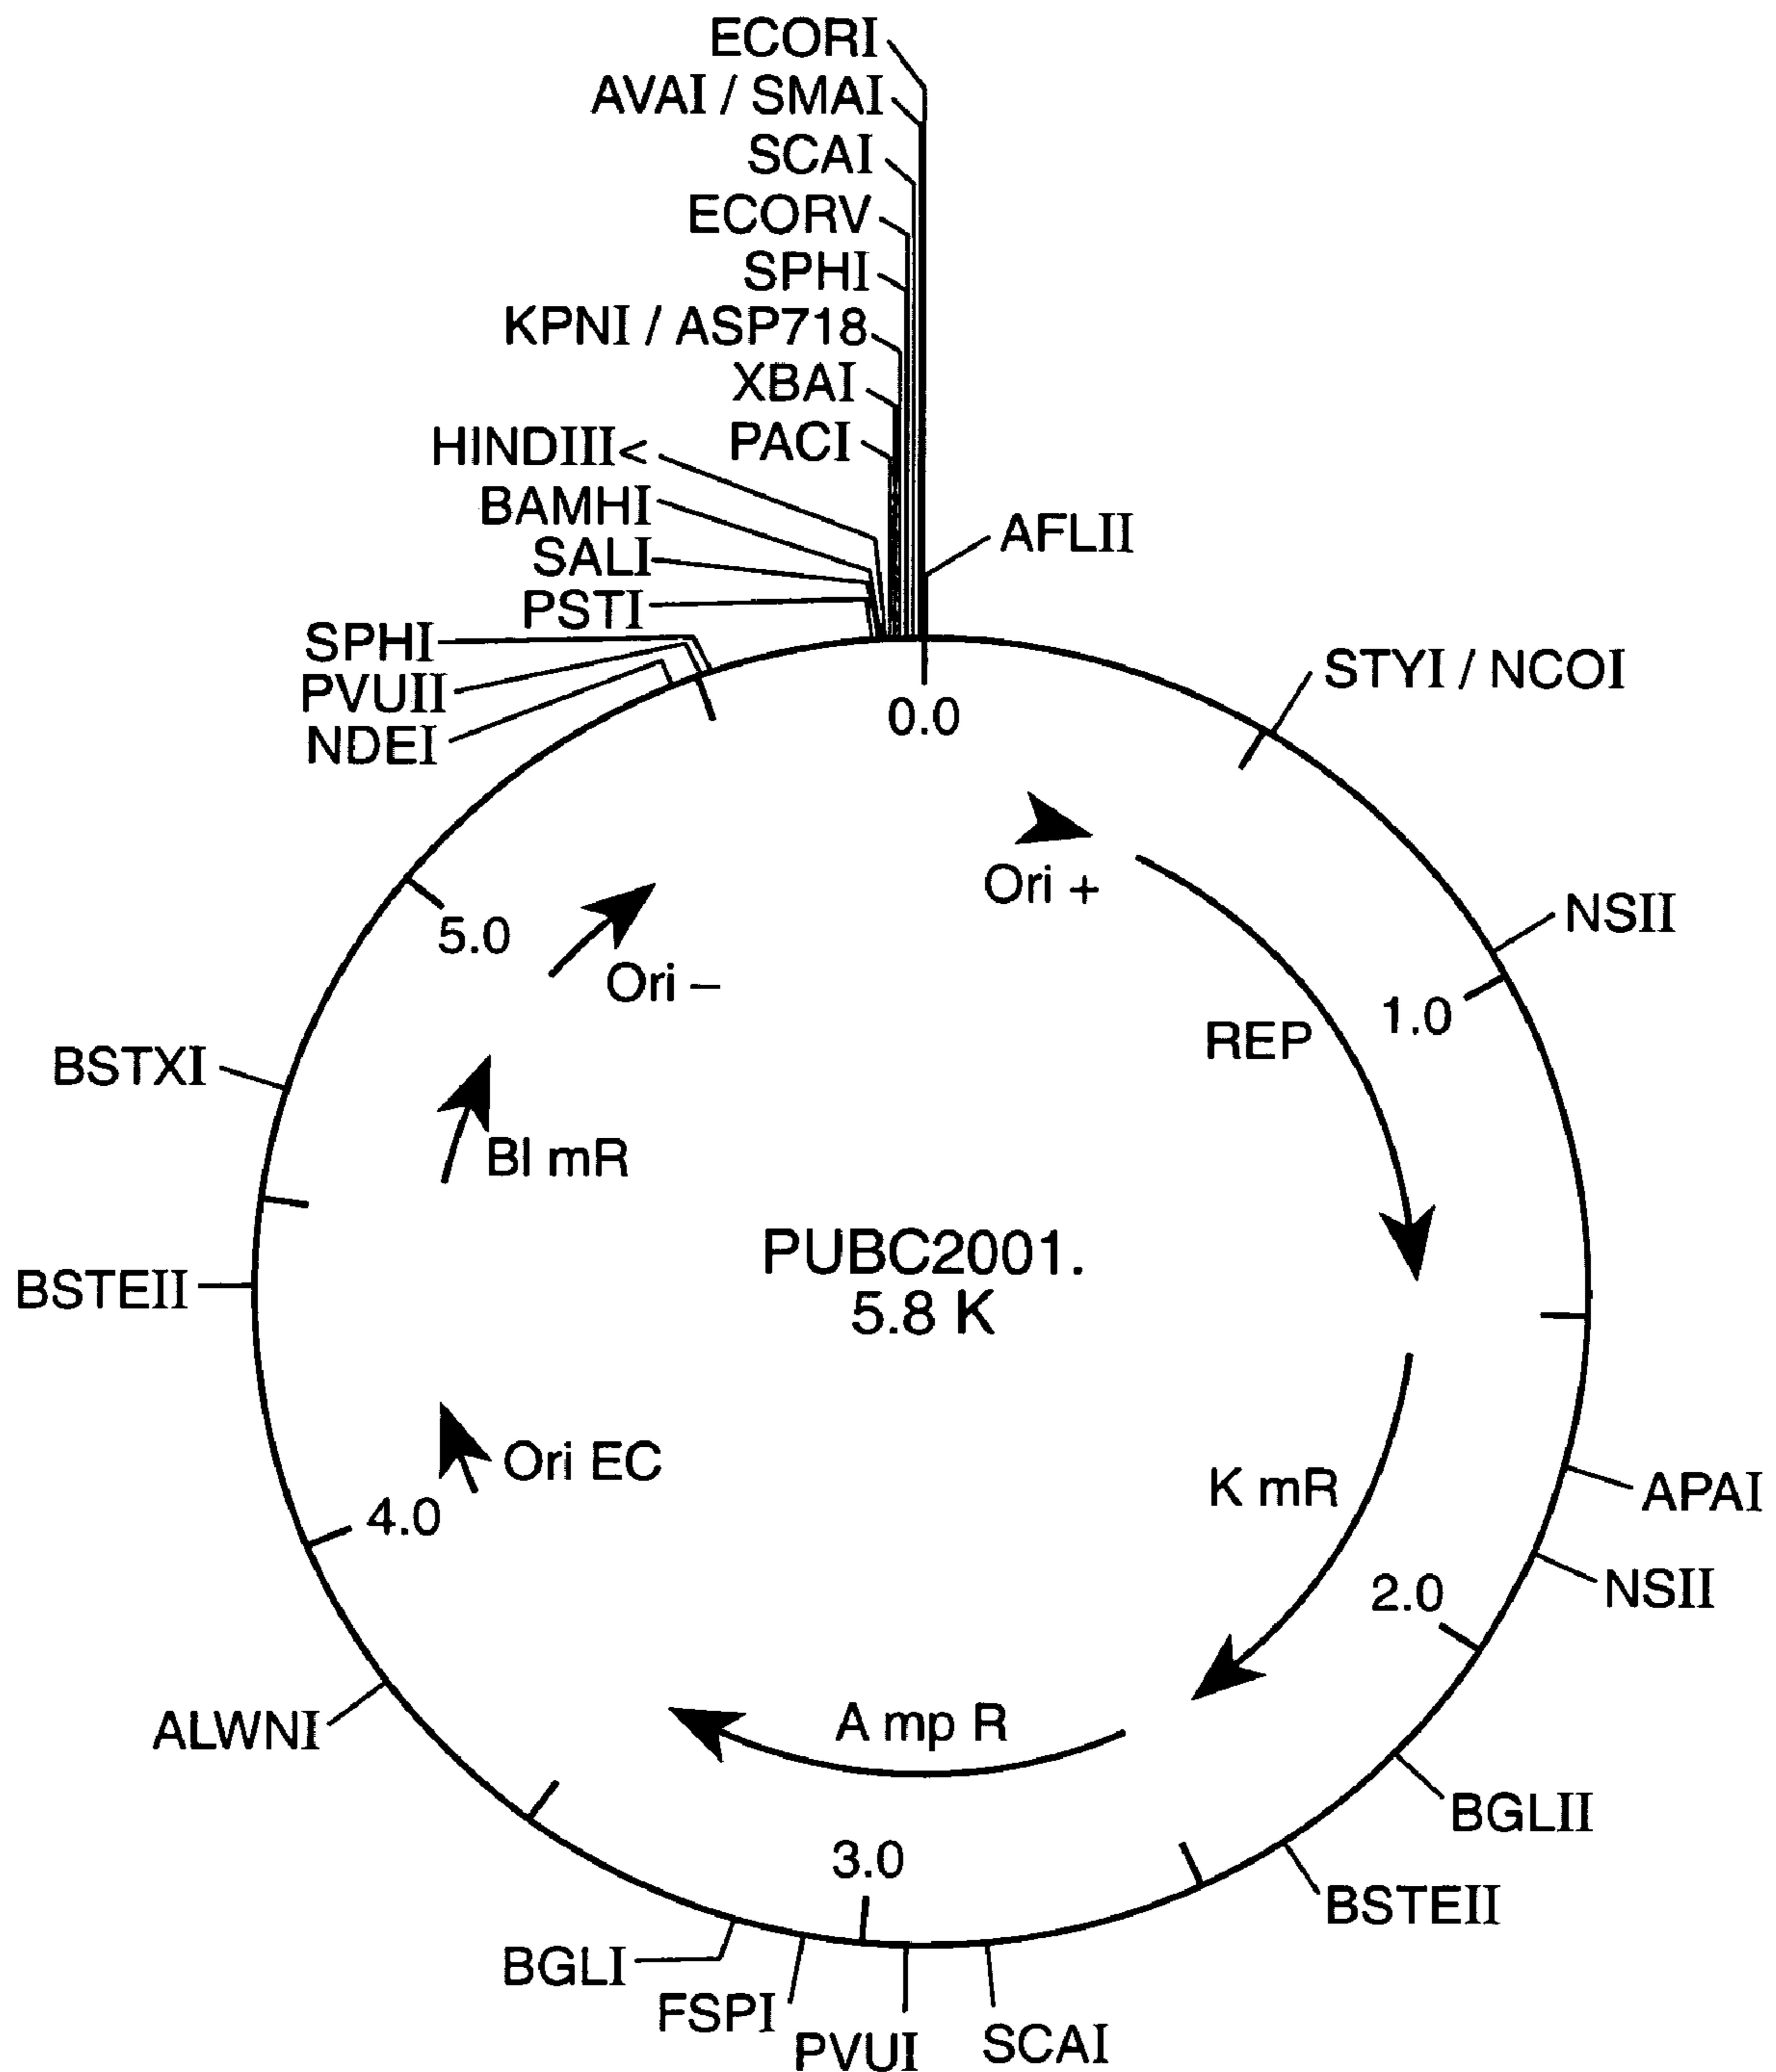 ECORI
AVAI / SMAI
SCAI
ECORV
SPHI
KPNI / ASP718
XBAI
PACI
HINDIII<
BAMHI
SALI
PSTI
SPHI
PVUII
NDEI
AFLII
STYI / NCOI
0.0
Ori +
NSII
5.0
Ori –
1.0
REP
BSTXI
Bl mR
PUBC2001.
5.8 K
BSTEII
Ori EC
4.0
K mR
APAI
NSII
2.0
ALWNI
A mp R
BGLII
3.0
BSTEII
BGLI
FSPI
PVUI
SCAI